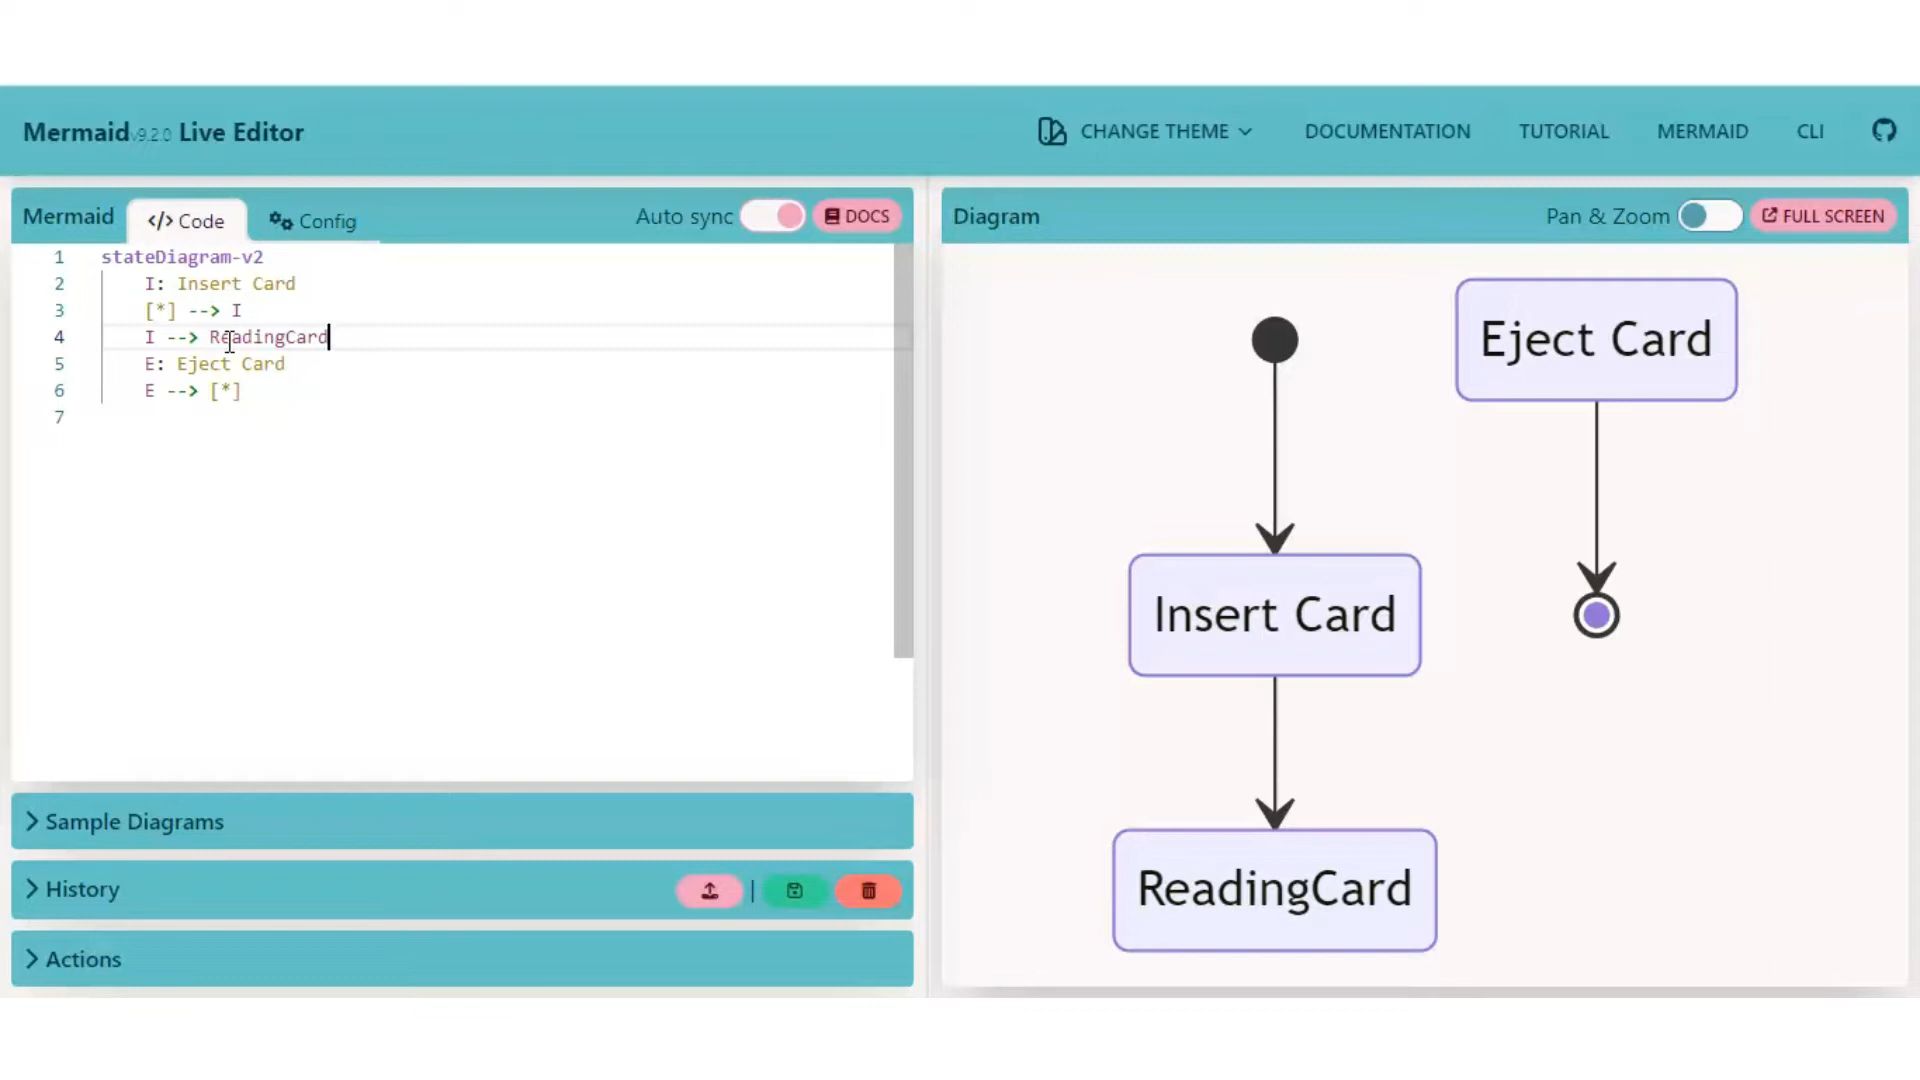 Mermaid v9.2.0 Live Editor
CHANGE THEME DOCUMENTATION TUTORIAL MERMAID CLI
Mermaid </> Code Config Auto sync DOCS
1 stateDiagram-v2
2 I: Insert Card
3 [*] --> I
4 I --> ReadingCard
5 E: Eject Card
6 E --> [*]
7
Sample Diagrams
History
Actions
Diagram Pan & Zoom FULL SCREEN
Eject Card
Insert Card
ReadingCard